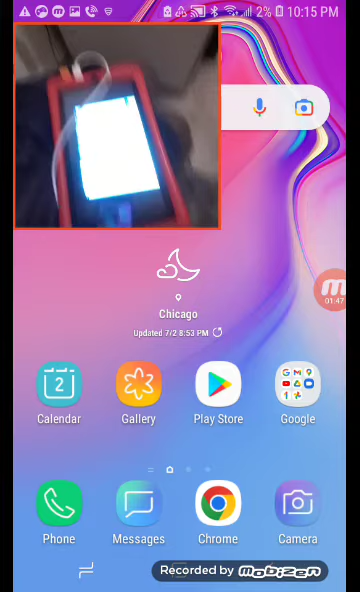 2% 10:15 PM
01:47
Chicago
Updated 7/2 8:53 PM
2
Calendar
Gallery
Play Store
Google
Phone
Messages
Chrome
Camera
Recorded by mobizen